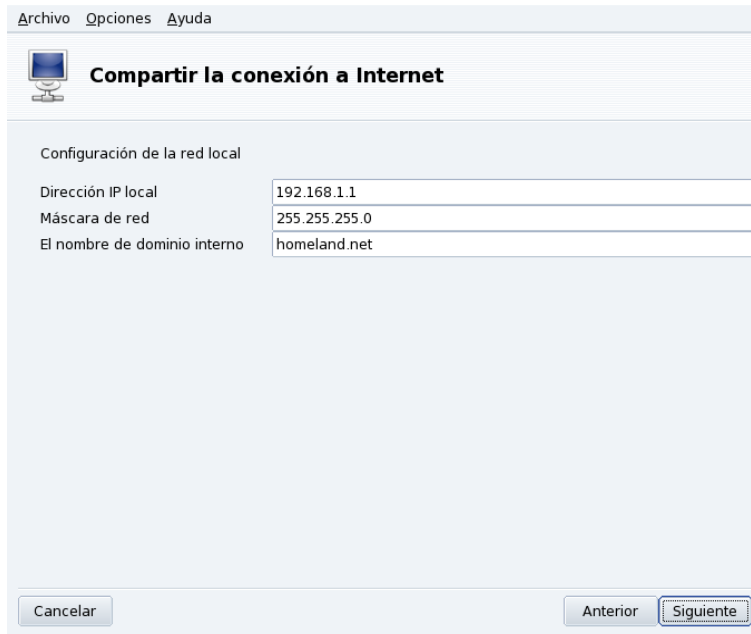 Archivo Opciones Ayuda
Compartir la conexión a Internet
Configuración de la red local
Dirección IP local 192.168.1.1
Máscara de red 255.255.255.0
El nombre de dominio interno homeland.net
Cancelar Anterior Siguiente